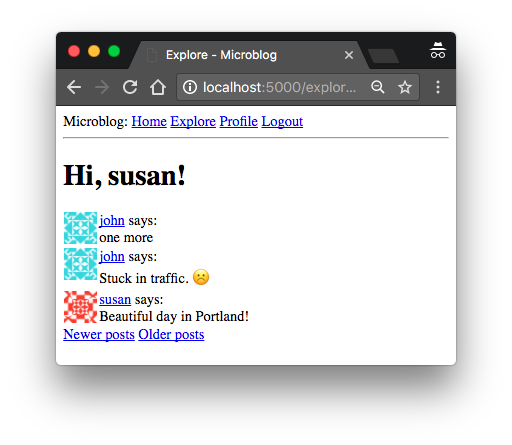 Explore - Microblog
localhost:5000/explor...
Microblog: Home Explore Profile Logout
Hi, susan!
john says:
one more
john says:
Stuck in traffic. ☹️
susan says:
Beautiful day in Portland!
Newer posts Older posts